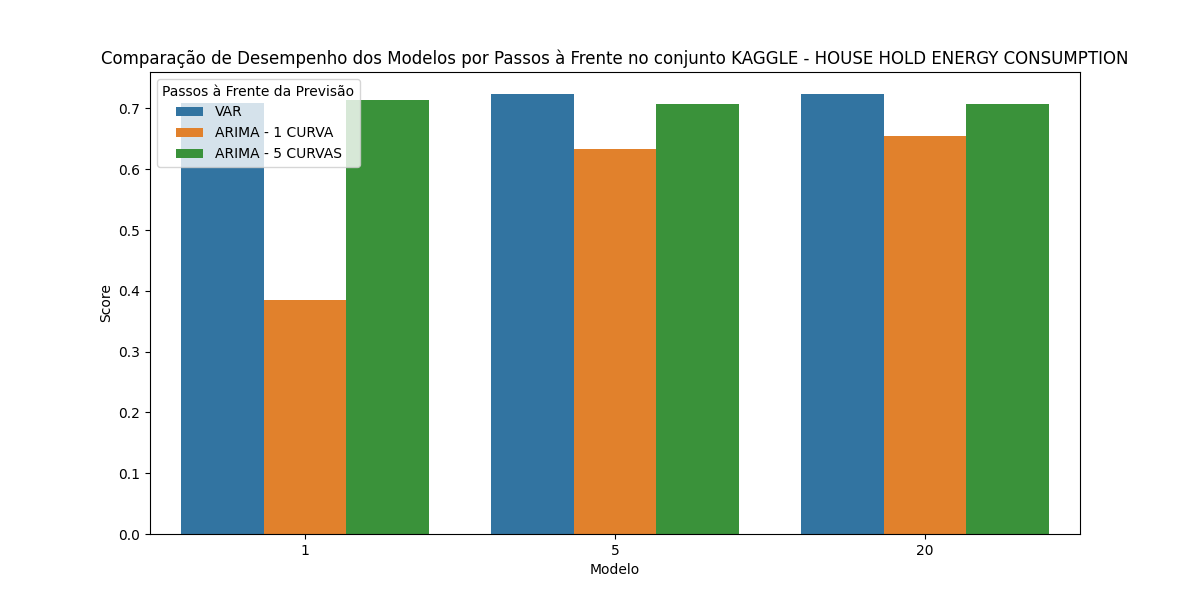 Comparação de Desempenho dos Modelos por Passos à Frente no conjunto KAGGLE - HOUSE HOLD ENERGY CONSUMPTION
Passos à Frente da Previsão
VAR
ARIMA - 1 CURVA
ARIMA - 5 CURVAS
Score
0.7
0.6
0.5
0.4
0.3
0.2
0.1
0.0
1 5 20
Modelo